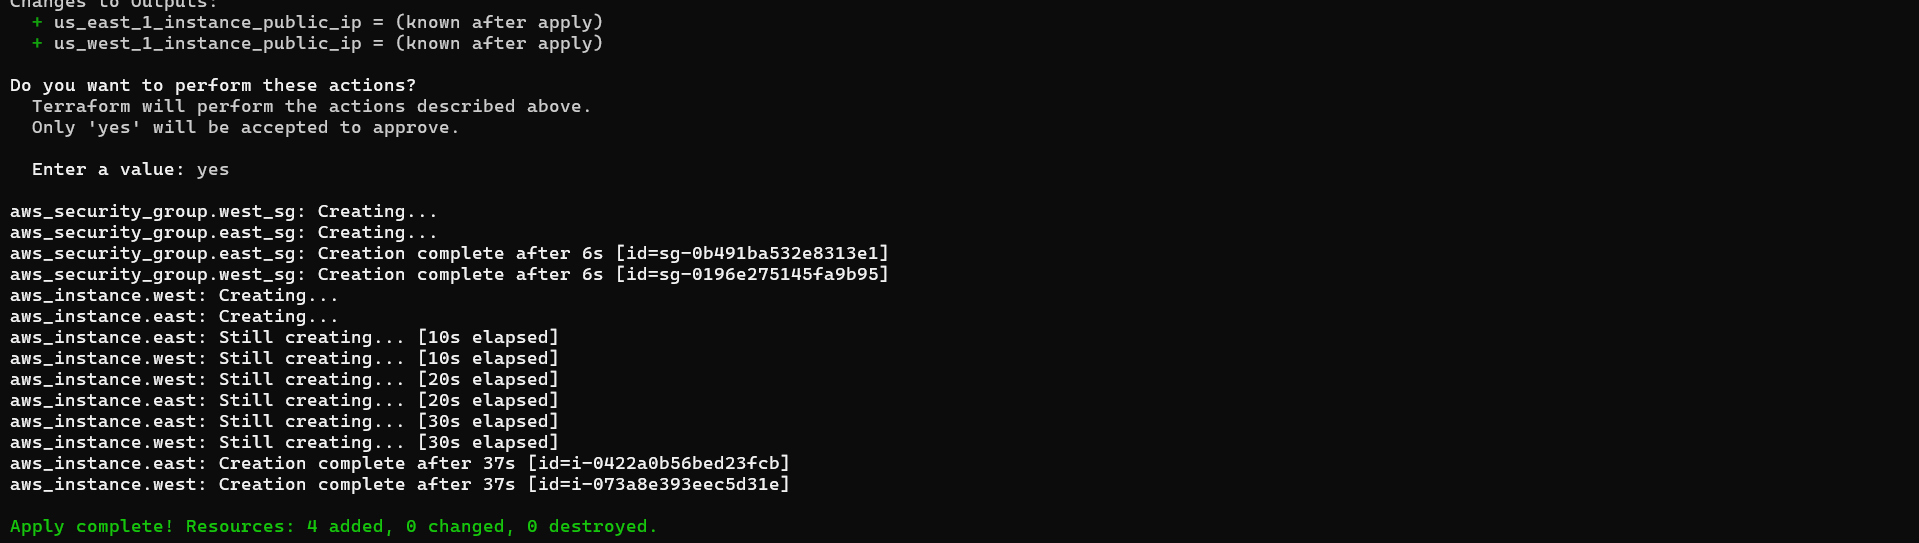 Changes to Outputs:
+ us_east_1_instance_public_ip = (known after apply)
+ us_west_1_instance_public_ip = (known after apply)
Do you want to perform these actions?
Terraform will perform the actions described above.
Only 'yes' will be accepted to approve.
Enter a value: yes
aws_security_group.west_sg: Creating...
aws_security_group.east_sg: Creating...
aws_security_group.east_sg: Creation complete after 6s [id=sg-0b491ba532e8313e1]
aws_security_group.west_sg: Creation complete after 6s [id=sg-0196e275145fa9b95]
aws_instance.west: Creating...
aws_instance.east: Creating...
aws_instance.east: Still creating... [10s elapsed]
aws_instance.west: Still creating... [10s elapsed]
aws_instance.west: Still creating... [20s elapsed]
aws_instance.east: Still creating... [20s elapsed]
aws_instance.east: Still creating... [30s elapsed]
aws_instance.west: Still creating... [30s elapsed]
aws_instance.east: Creation complete after 37s [id=i-0422a0b56bed23fcb]
aws_instance.west: Creation complete after 37s [id=i-073a8e393eec5d31e]
Apply complete! Resources: 4 added, 0 changed, 0 destroyed.